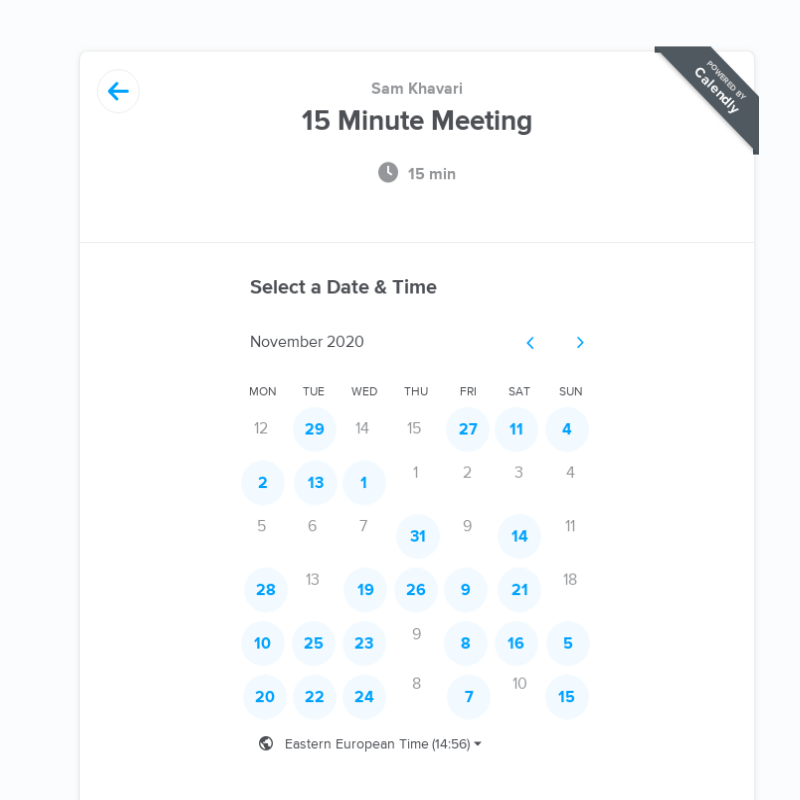 POWERED BY
Calendly
Sam Khavari
15 Minute Meeting
15 min
Select a Date & Time
November 2020
MON TUE WED THU FRI SAT SUN
12 29 14 15 27 11 4
2 13 1 1 2 3 4
5 6 7 31 9 14 11
28 13 19 26 9 21 18
10 25 23 9 8 16 5
20 22 24 8 7 10 15
Eastern European Time (14:56)